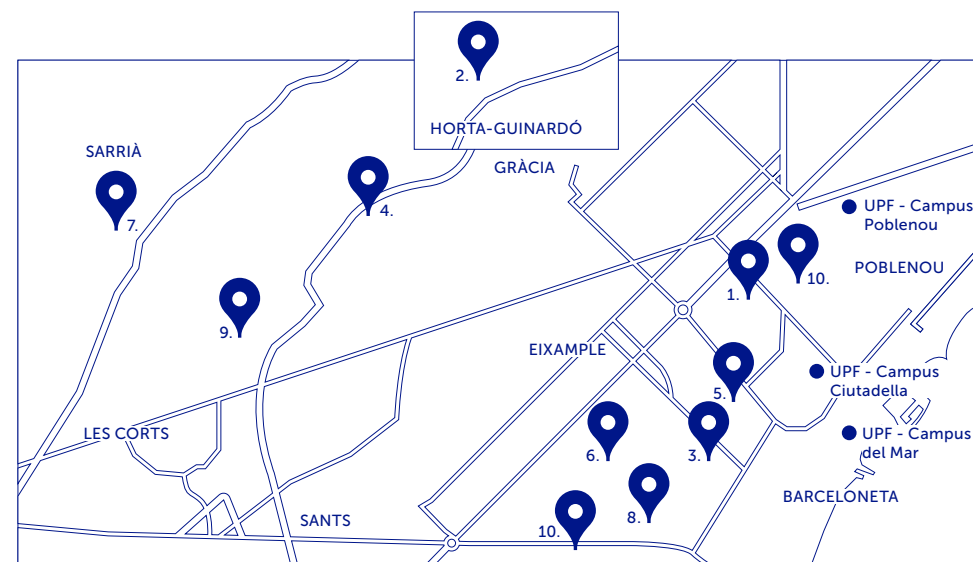 2.
HORTA-GUINARDÓ
SARRIÀ
GRÀCIA
7.
4.
UPF - Campus
Poblenou
POBLENOU
10.
1.
9.
EIXAMPLE
5.
UPF - Campus
Ciutadella
LES CORTS
6.
3.
UPF - Campus
del Mar
BARCELONETA
8.
SANTS
10.